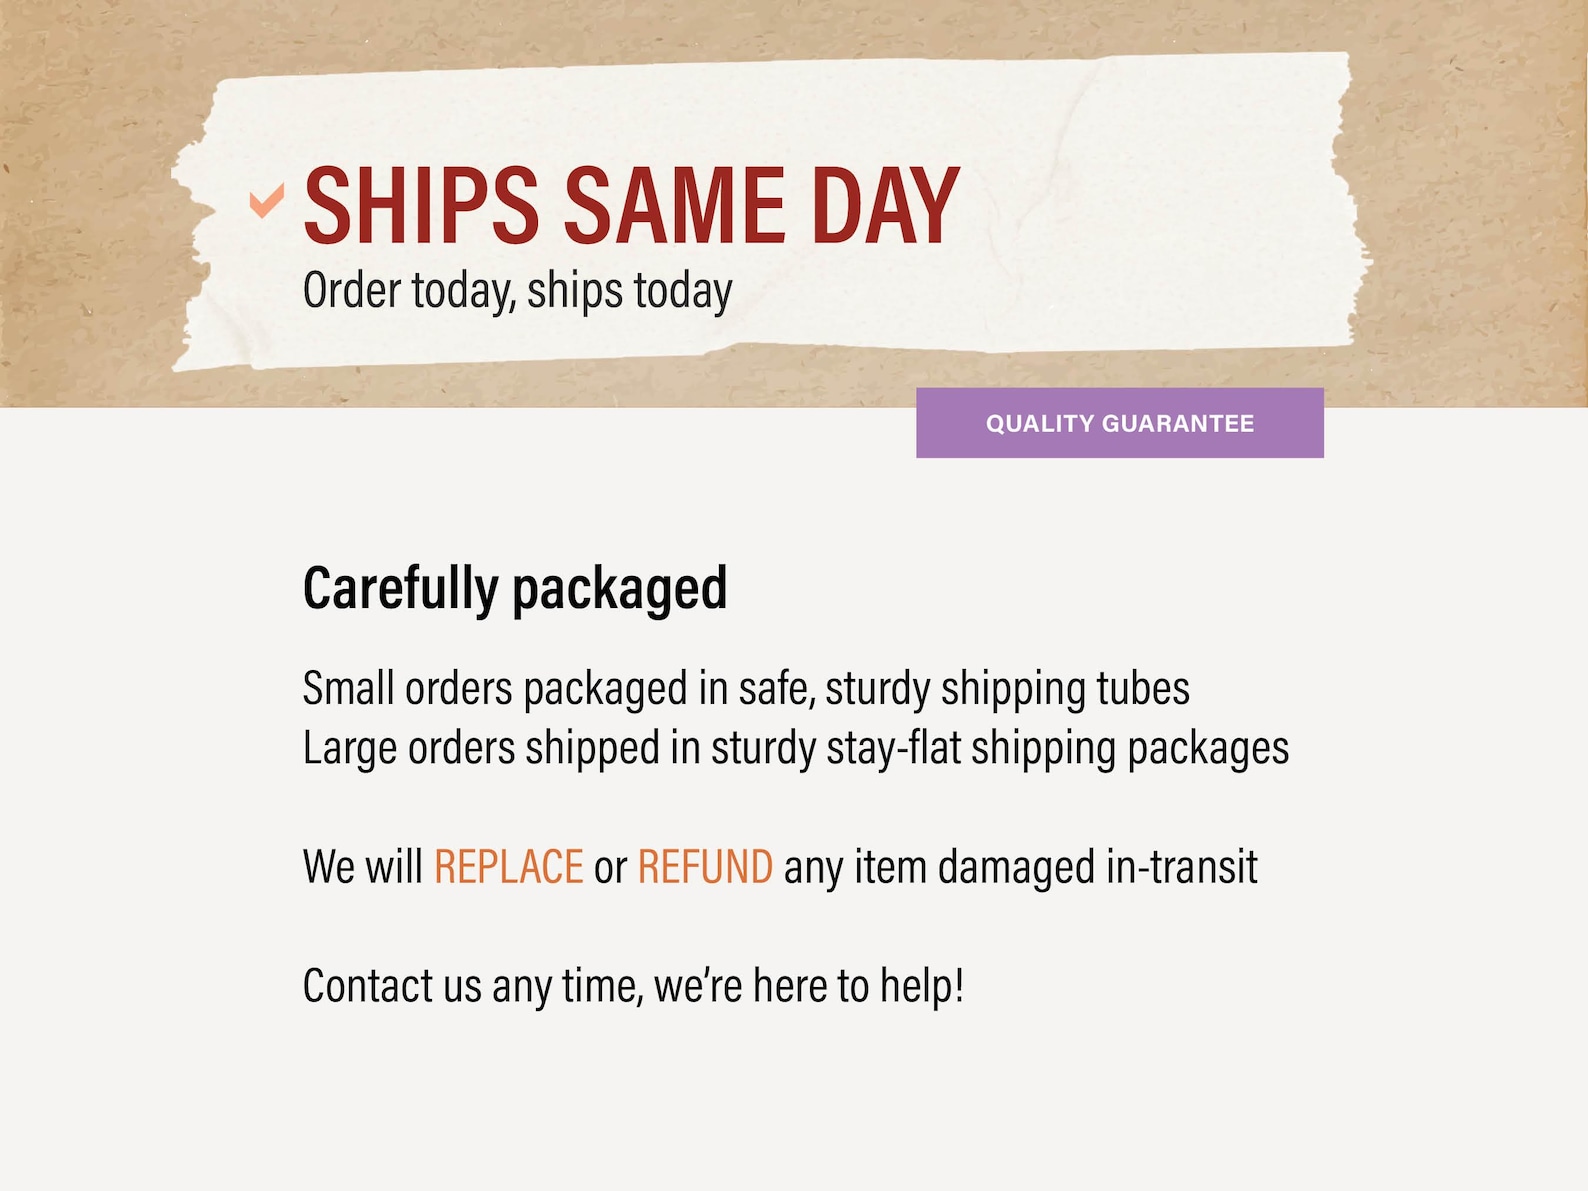 SHIPS SAME DAY
Order today, ships today
QUALITY GUARANTEE
Carefully packaged
Small orders packaged in safe, sturdy shipping tubes
Large orders shipped in sturdy stay-flat shipping packages
We will REPLACE or REFUND any item damaged in-transit
Contact us any time, we’re here to help!